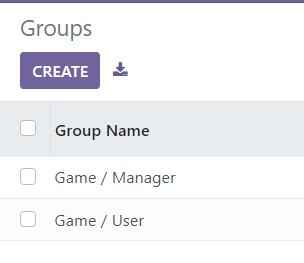 Groups
CREATE
Group Name
Game / Manager
Game / User